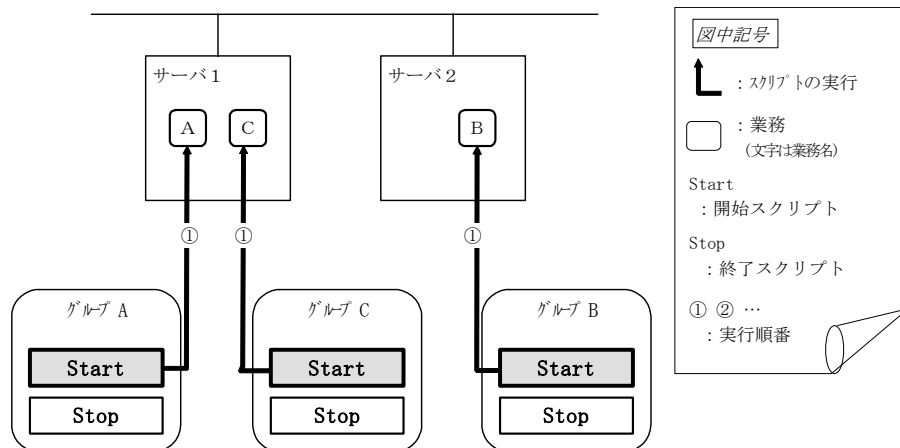 サーバ1
サーバ2
A
C
B
①
①
①
グループ A
グループ C
グループ B
Start
Start
Start
Stop
Stop
Stop
図中記号
：スクリプトの実行
：業務
(文字は業務名)
Start
：開始スクリプト
Stop
：終了スクリプト
① ② …
：実行順番